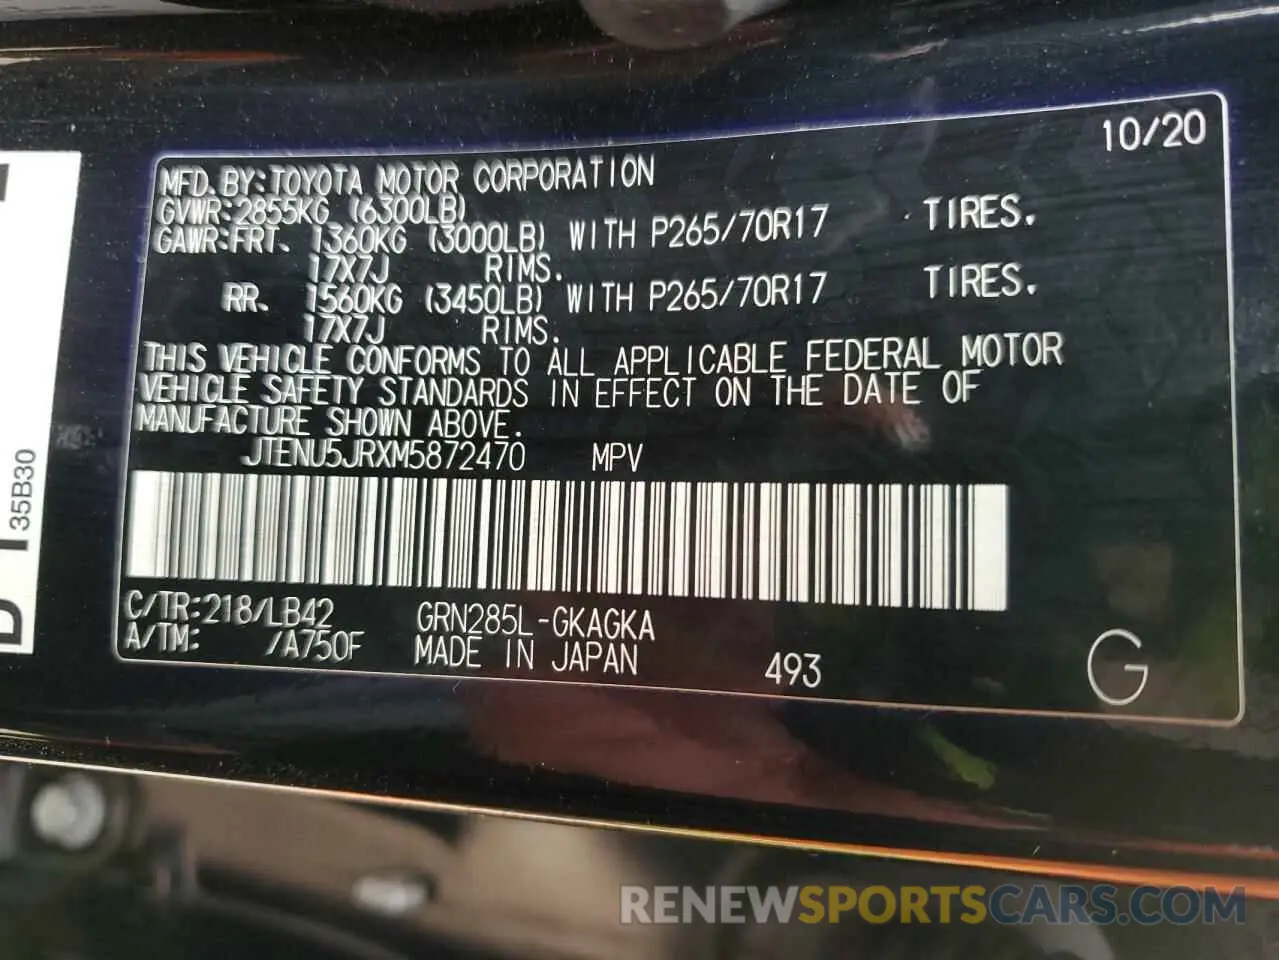 10/20
MFD. BY: TOYOTA MOTOR CORPORATION
GVWR: 2855KG (6300LB)
GAWR: FRT. 1360KG (3000LB) WITH P265/70R17 TIRES.
17X7J RIMS.
RR. 1560KG (3450LB) WITH P265/70R17 TIRES.
17X7J RIMS.
THIS VEHICLE CONFORMS TO ALL APPLICABLE FEDERAL MOTOR
VEHICLE SAFETY STANDARDS IN EFFECT ON THE DATE OF
MANUFACTURE SHOWN ABOVE.
JTENU5JRXM5872470 MPV
C/TR: 218/LB42 GRN285L-GKAGKA
A/TM: /A750F MADE IN JAPAN 493 G
35B30
RENEWSPORTSCARS.COM